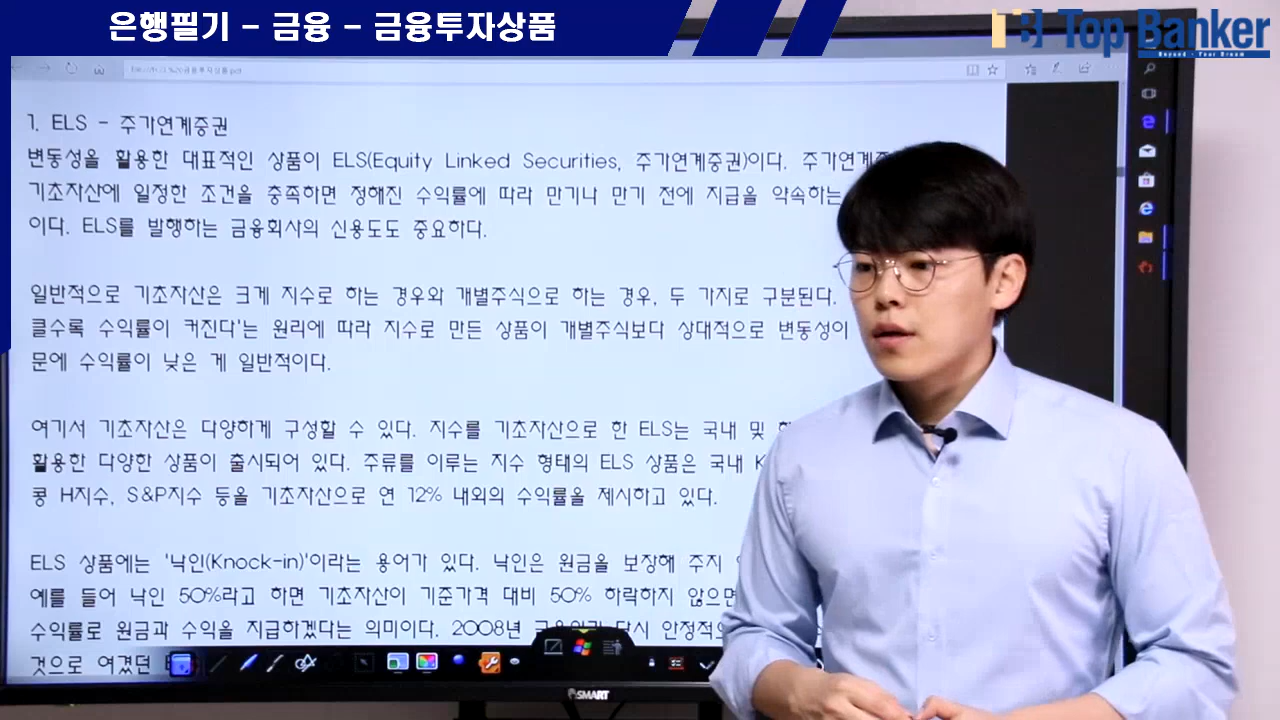 은행필기 - 금융 - 금융투자상품
Top Banker
Beyond - Your Dream
1. ELS - 주가연계증권
변동성을 활용한 대표적인 상품이 ELS(Equity Linked Securities, 주가연계증권)이다. 주가연계증
기초자산에 일정한 조건을 충족하면 정해진 수익률에 따라 만기나 만기 전에 지급을 약속하는
이다. ELS를 발행하는 금융회사의 신용도도 중요하다.
일반적으로 기초자산은 크게 지수로 하는 경우와 개별주식으로 하는 경우, 두 가지로 구분된다.
클수록 수익률이 커진다'는 원리에 따라 지수로 만든 상품이 개별주식보다 상대적으로 변동성이
문에 수익률이 낮은 게 일반적이다.
여기서 기초자산은 다양하게 구성할 수 있다. 지수를 기초자산으로 한 ELS는 국내 및
활용한 다양한 상품이 출시되어 있다. 주류를 이루는 지수 형태의 ELS 상품은 국내 K
콩 H지수, S&P지수 등을 기초자산으로 연 12% 내외의 수익률을 제시하고 있다.
ELS 상품에는 '낙인(Knock-in)'이라는 용어가 있다. 낙인은 원금을 보장해 주지
예를 들어 낙인 50%라고 하면 기초자산이 기준가격 대비 50% 하락하지 않으면
수익률로 원금과 수익을 지급하겠다는 의미이다. 2008년 당시 안정적으
것으로 여겼던
SMART